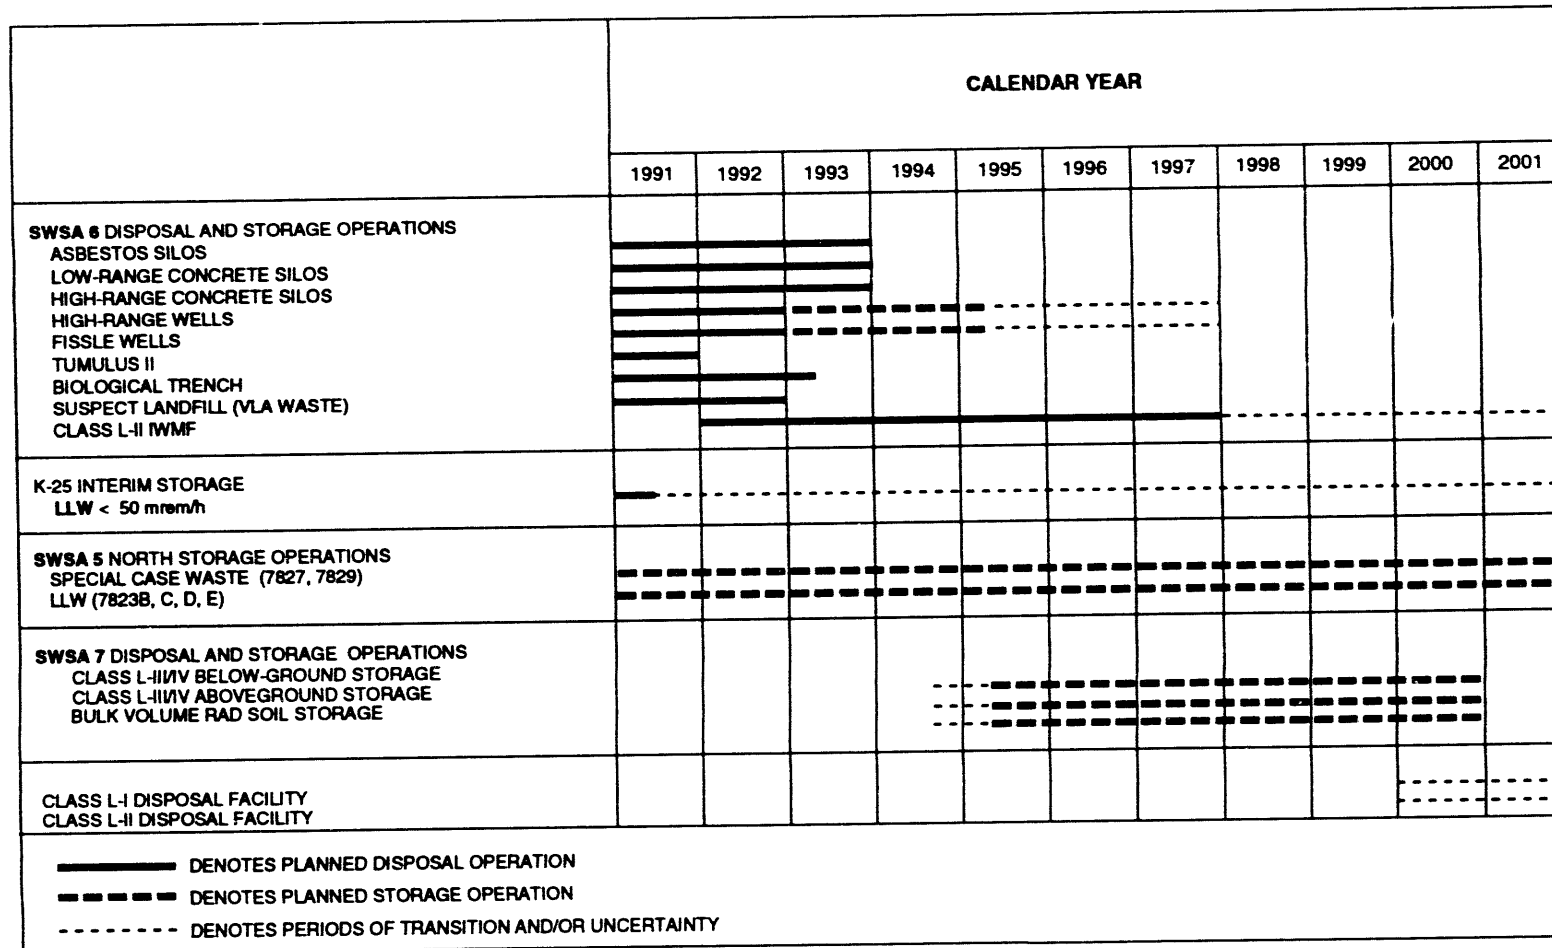 CALENDAR YEAR
1991 1992 1993 1994 1995 1996 1997 1998 1999 2000 2001
SWSA 6 DISPOSAL AND STORAGE OPERATIONS
ASBESTOS SILOS
LOW-RANGE CONCRETE SILOS
HIGH-RANGE CONCRETE SILOS
HIGH-RANGE WELLS
FISSLE WELLS
TUMULUS II
BIOLOGICAL TRENCH
SUSPECT LANDFILL (VLA WASTE)
CLASS L-II IWMF
K-25 INTERIM STORAGE
LLW < 50 mrem/h
SWSA 5 NORTH STORAGE OPERATIONS
SPECIAL CASE WASTE (7827, 7829)
LLW (7823B, C, D, E)
SWSA 7 DISPOSAL AND STORAGE OPERATIONS
CLASS L-III/IV BELOW-GROUND STORAGE
CLASS L-III/IV ABOVEGROUND STORAGE
BULK VOLUME RAD SOIL STORAGE
CLASS L-I DISPOSAL FACILITY
CLASS L-II DISPOSAL FACILITY
DENOTES PLANNED DISPOSAL OPERATION
DENOTES PLANNED STORAGE OPERATION
DENOTES PERIODS OF TRANSITION AND/OR UNCERTAINTY